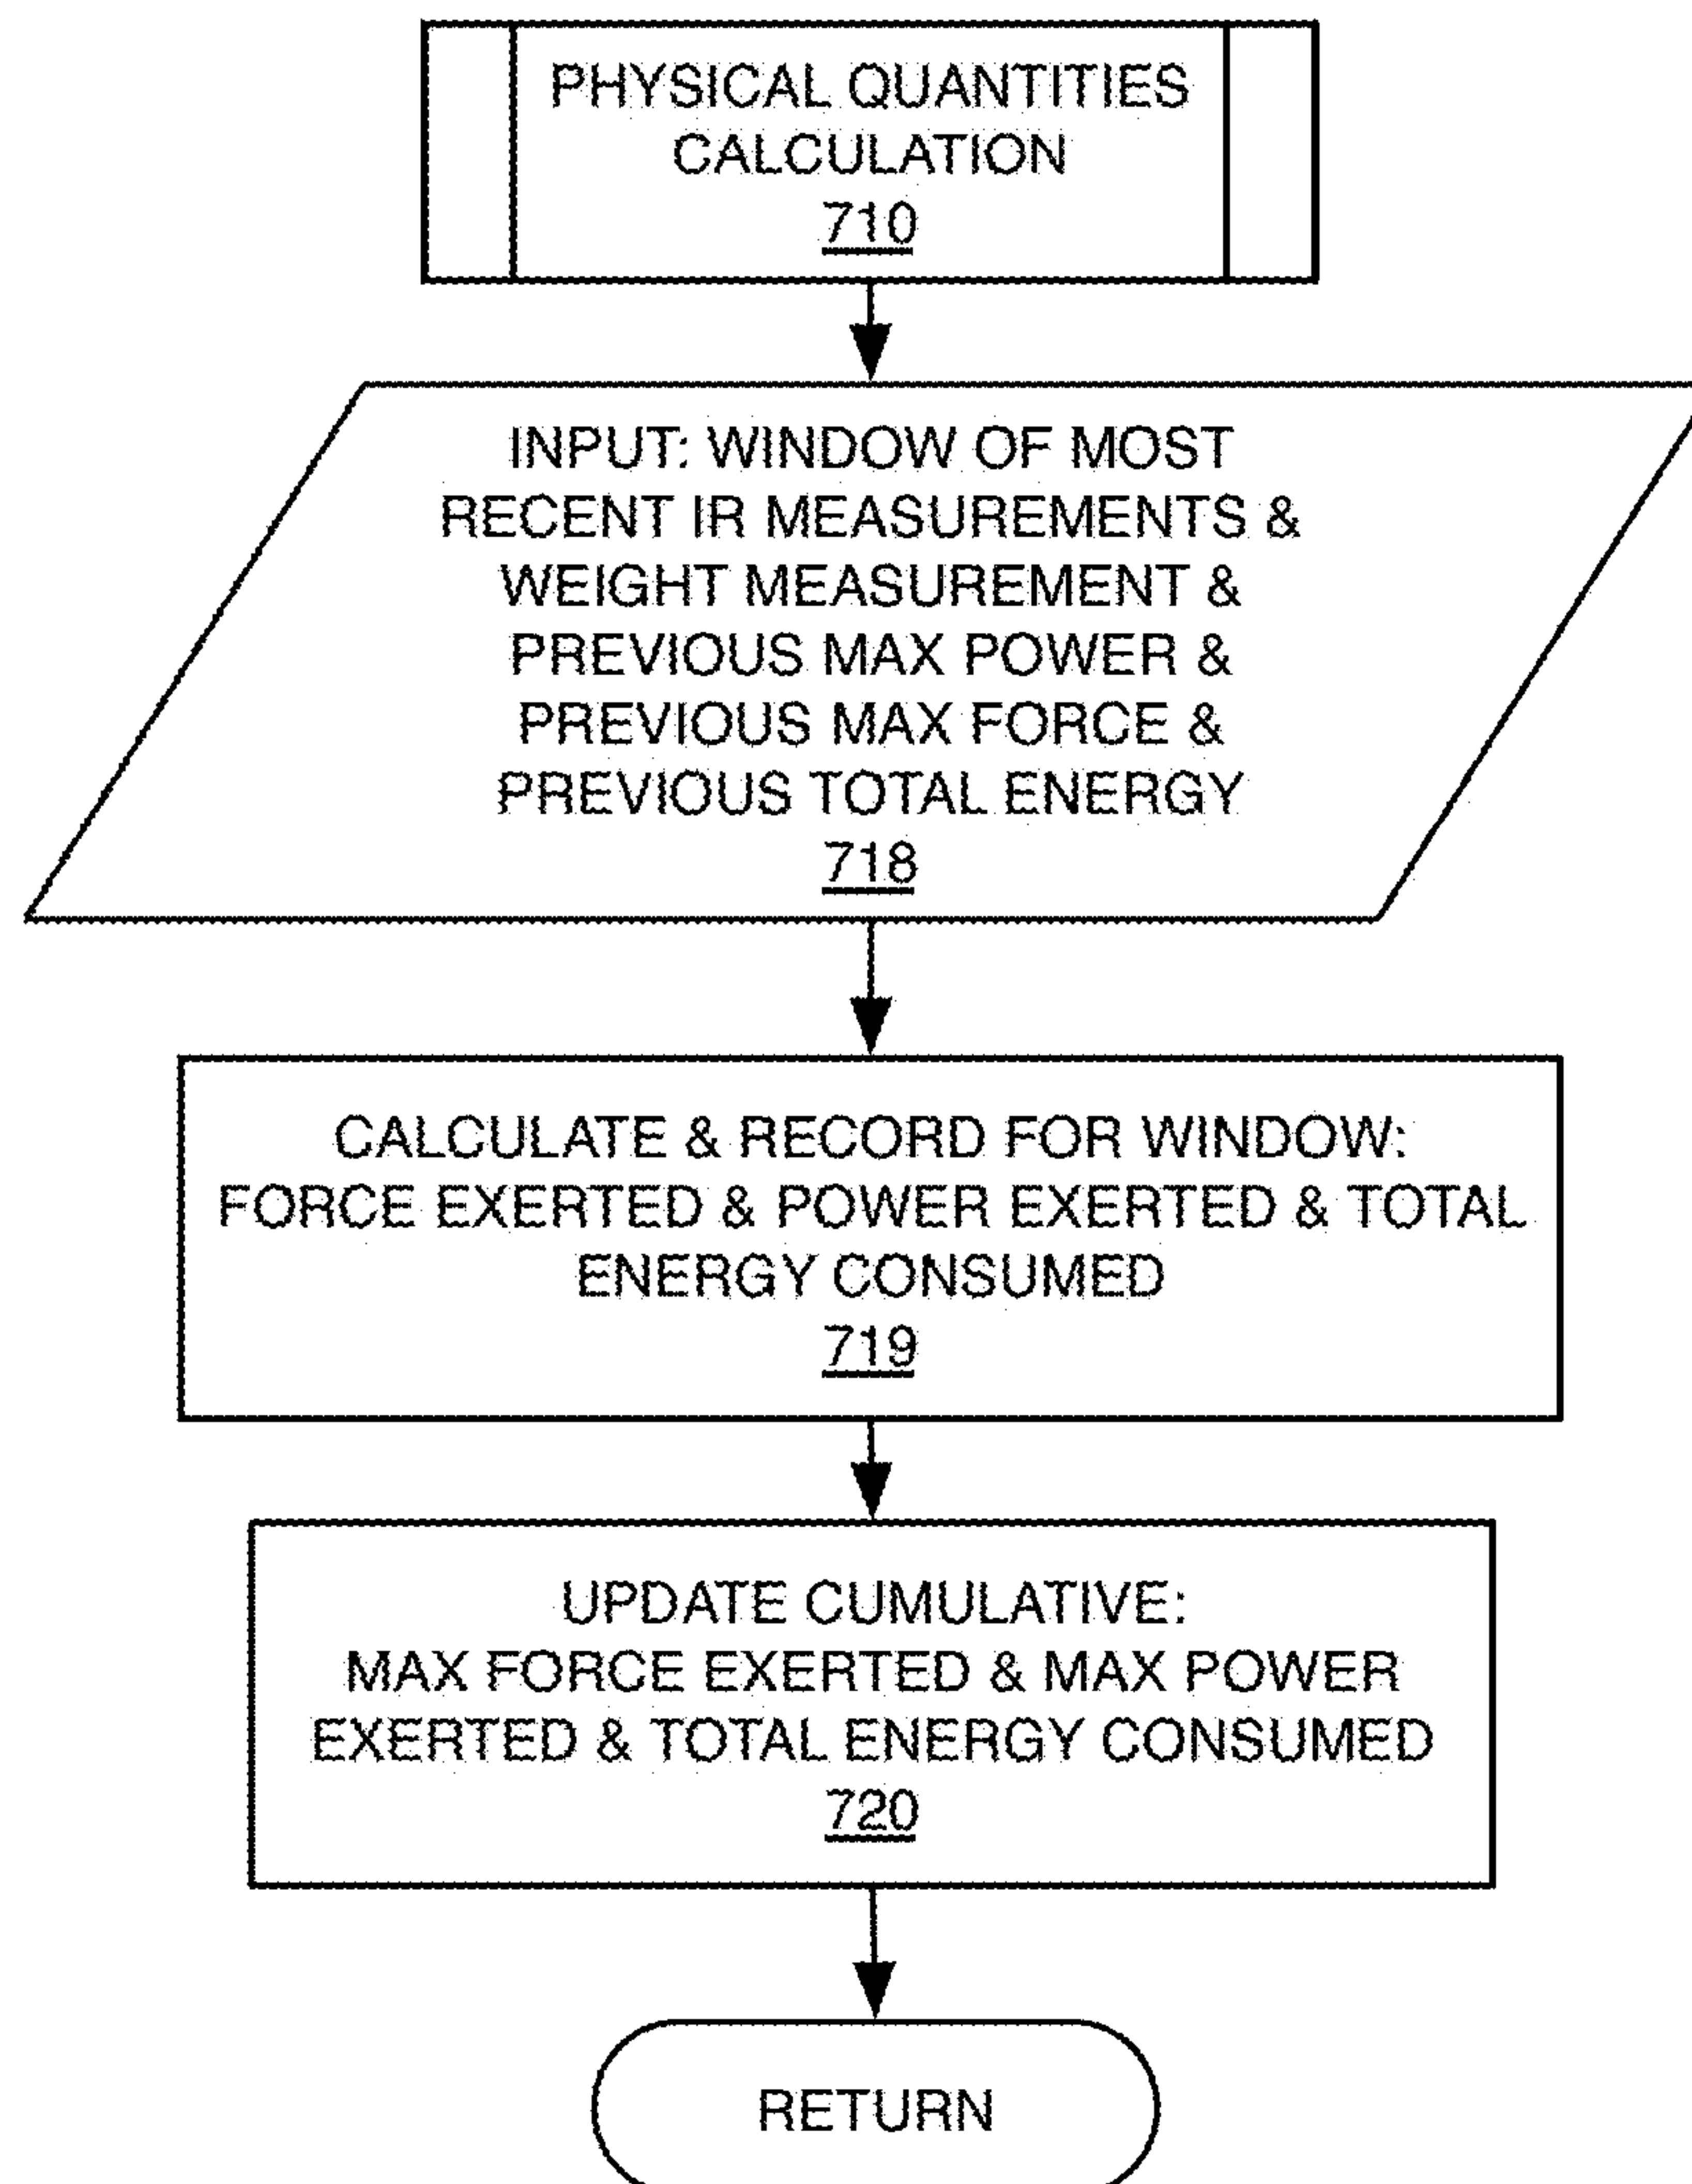 PHYSICAL QUANTITIES
CALCULATION
710
INPUT: WINDOW OF MOST
RECENT IR MEASUREMENTS &
WEIGHT MEASUREMENT &
PREVIOUS MAX POWER &
PREVIOUS MAX FORCE &
PREVIOUS TOTAL ENERGY
718
CALCULATE & RECORD FOR WINDOW:
FORCE EXERTED & POWER EXERTED & TOTAL
ENERGY CONSUMED
719
UPDATE CUMULATIVE:
MAX FORCE EXERTED & MAX POWER
EXERTED & TOTAL ENERGY CONSUMED
720
RETURN